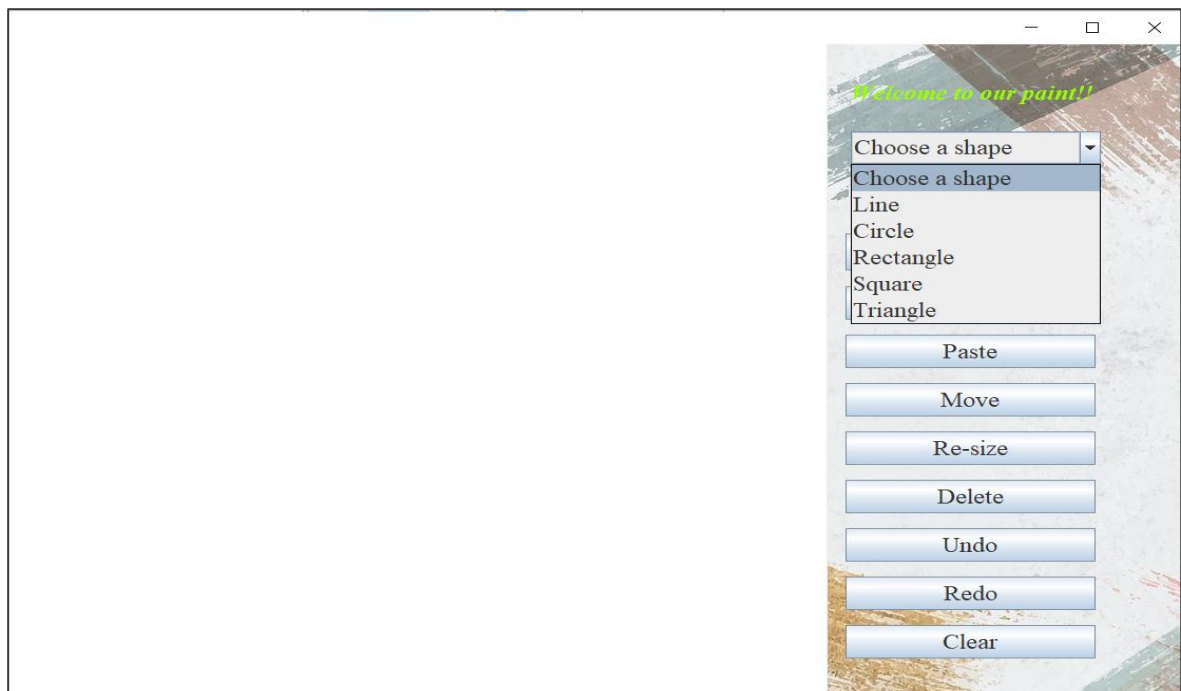 Welcome to our paint!!
Choose a shape
Choose a shape
Line
Circle
Rectangle
Square
Triangle
Paste
Move
Re-size
Delete
Undo
Redo
Clear